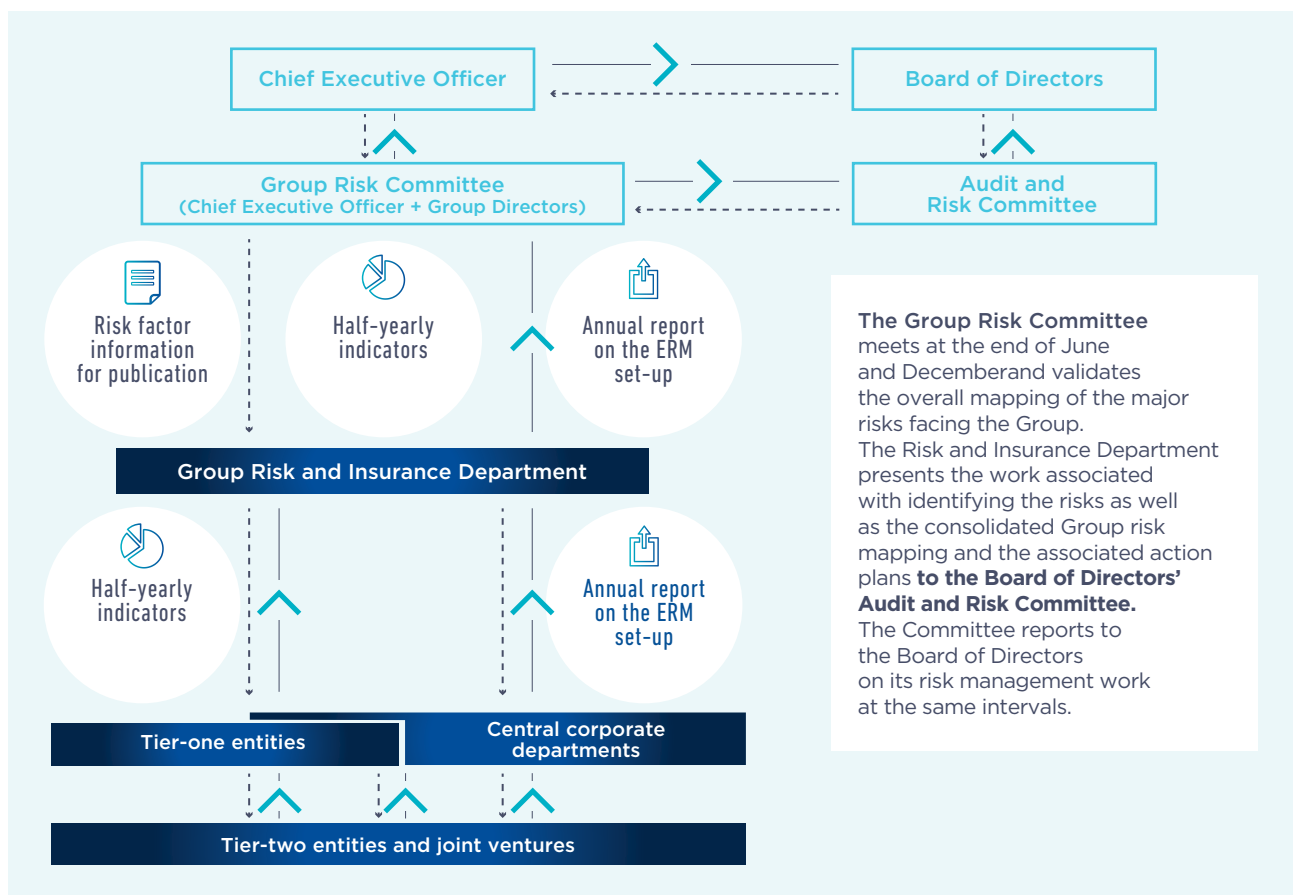 Chief Executive Officer
Board of Directors
Group Risk Committee
(Chief Executive Officer + Group Directors)
Audit and
Risk Committee
Risk factor
information
for publication
Half-yearly
indicators
Annual report
on the ERM
set-up
The Group Risk Committee
meets at the end of June
and Decemberand validates
the overall mapping of the major
risks facing the Group.
The Risk and Insurance Department
presents the work associated
with identifying the risks as well
as the consolidated Group risk
mapping and the associated action
plans to the Board of Directors’
Audit and Risk Committee.
The Committee reports to
the Board of Directors
on its risk management work
at the same intervals.
Group Risk and Insurance Department
Half-yearly
indicators
Annual report
on the ERM
set-up
Tier-one entities
Central corporate
departments
Tier-two entities and joint ventures